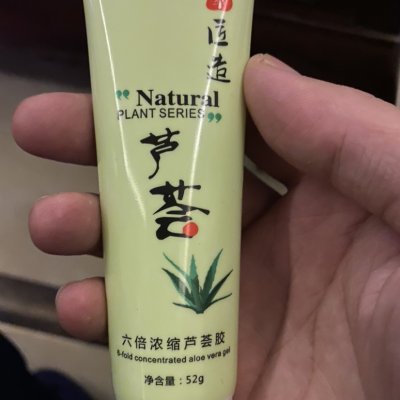 匠造
Natural
PLANT SERIES
芦荟
六倍浓缩芦荟胶
6-fold concentrated aloe vera gel
净含量：52g